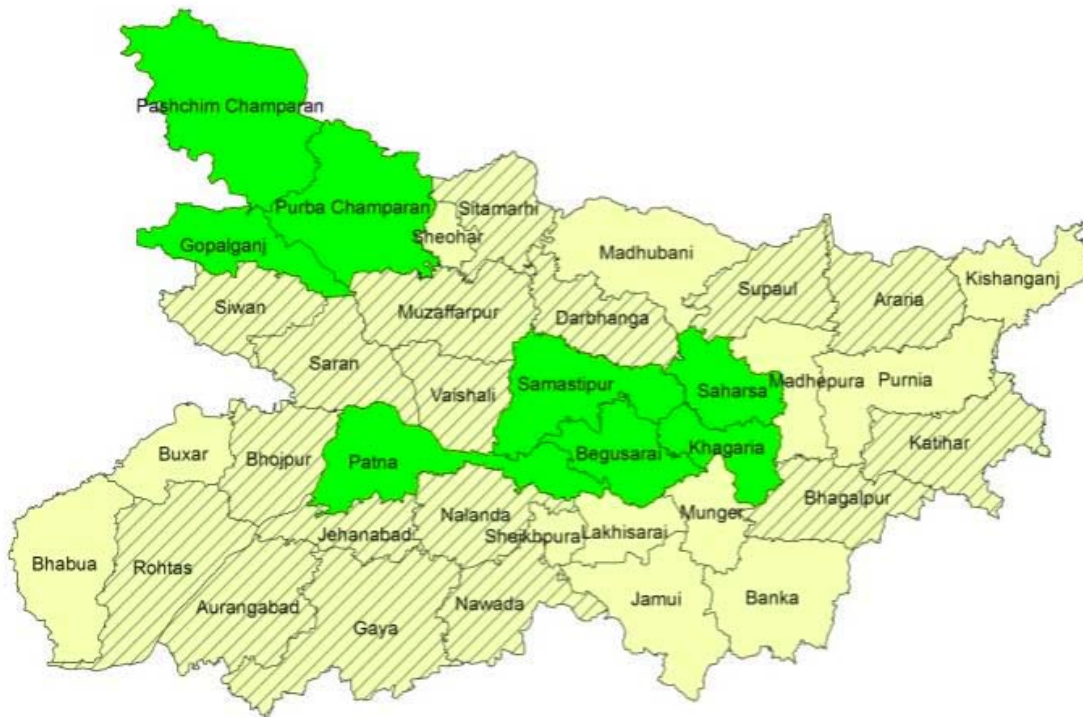 Pashchim Champaran
Purba Champaran
Sitamarhi
Sheohar
Gopalganj
Madhubani
Kishanganj
Supaul
Araria
Siwan
Muzaffarpur
Darbhanga
Saran
Vaishali
Samastipur
Saharsa
Madhepura
Purnia
Buxar
Bhojpur
Patna
Begusarai
Khagaria
Katihar
Bhagalpur
Nalanda
Munger
Jehanabad
Sheikbpura
Lakhisarai
Bhabua
Rohtas
Aurangabad
Nawada
Jamui
Banka
Gaya